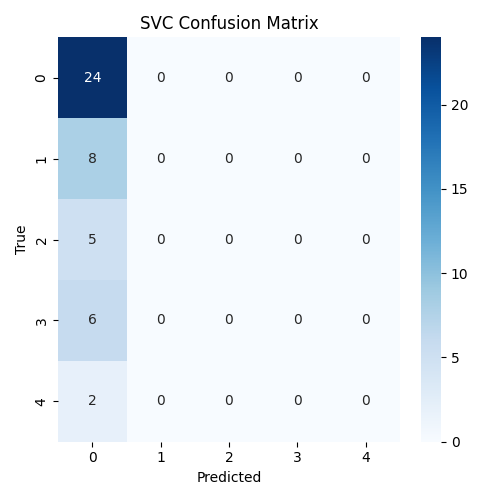 SVC Confusion Matrix
True
0 24 0 0 0 0
1 8 0 0 0 0
2 5 0 0 0 0
3 6 0 0 0 0
4 2 0 0 0 0
0 1 2 3 4
Predicted
20
15
10
5
0